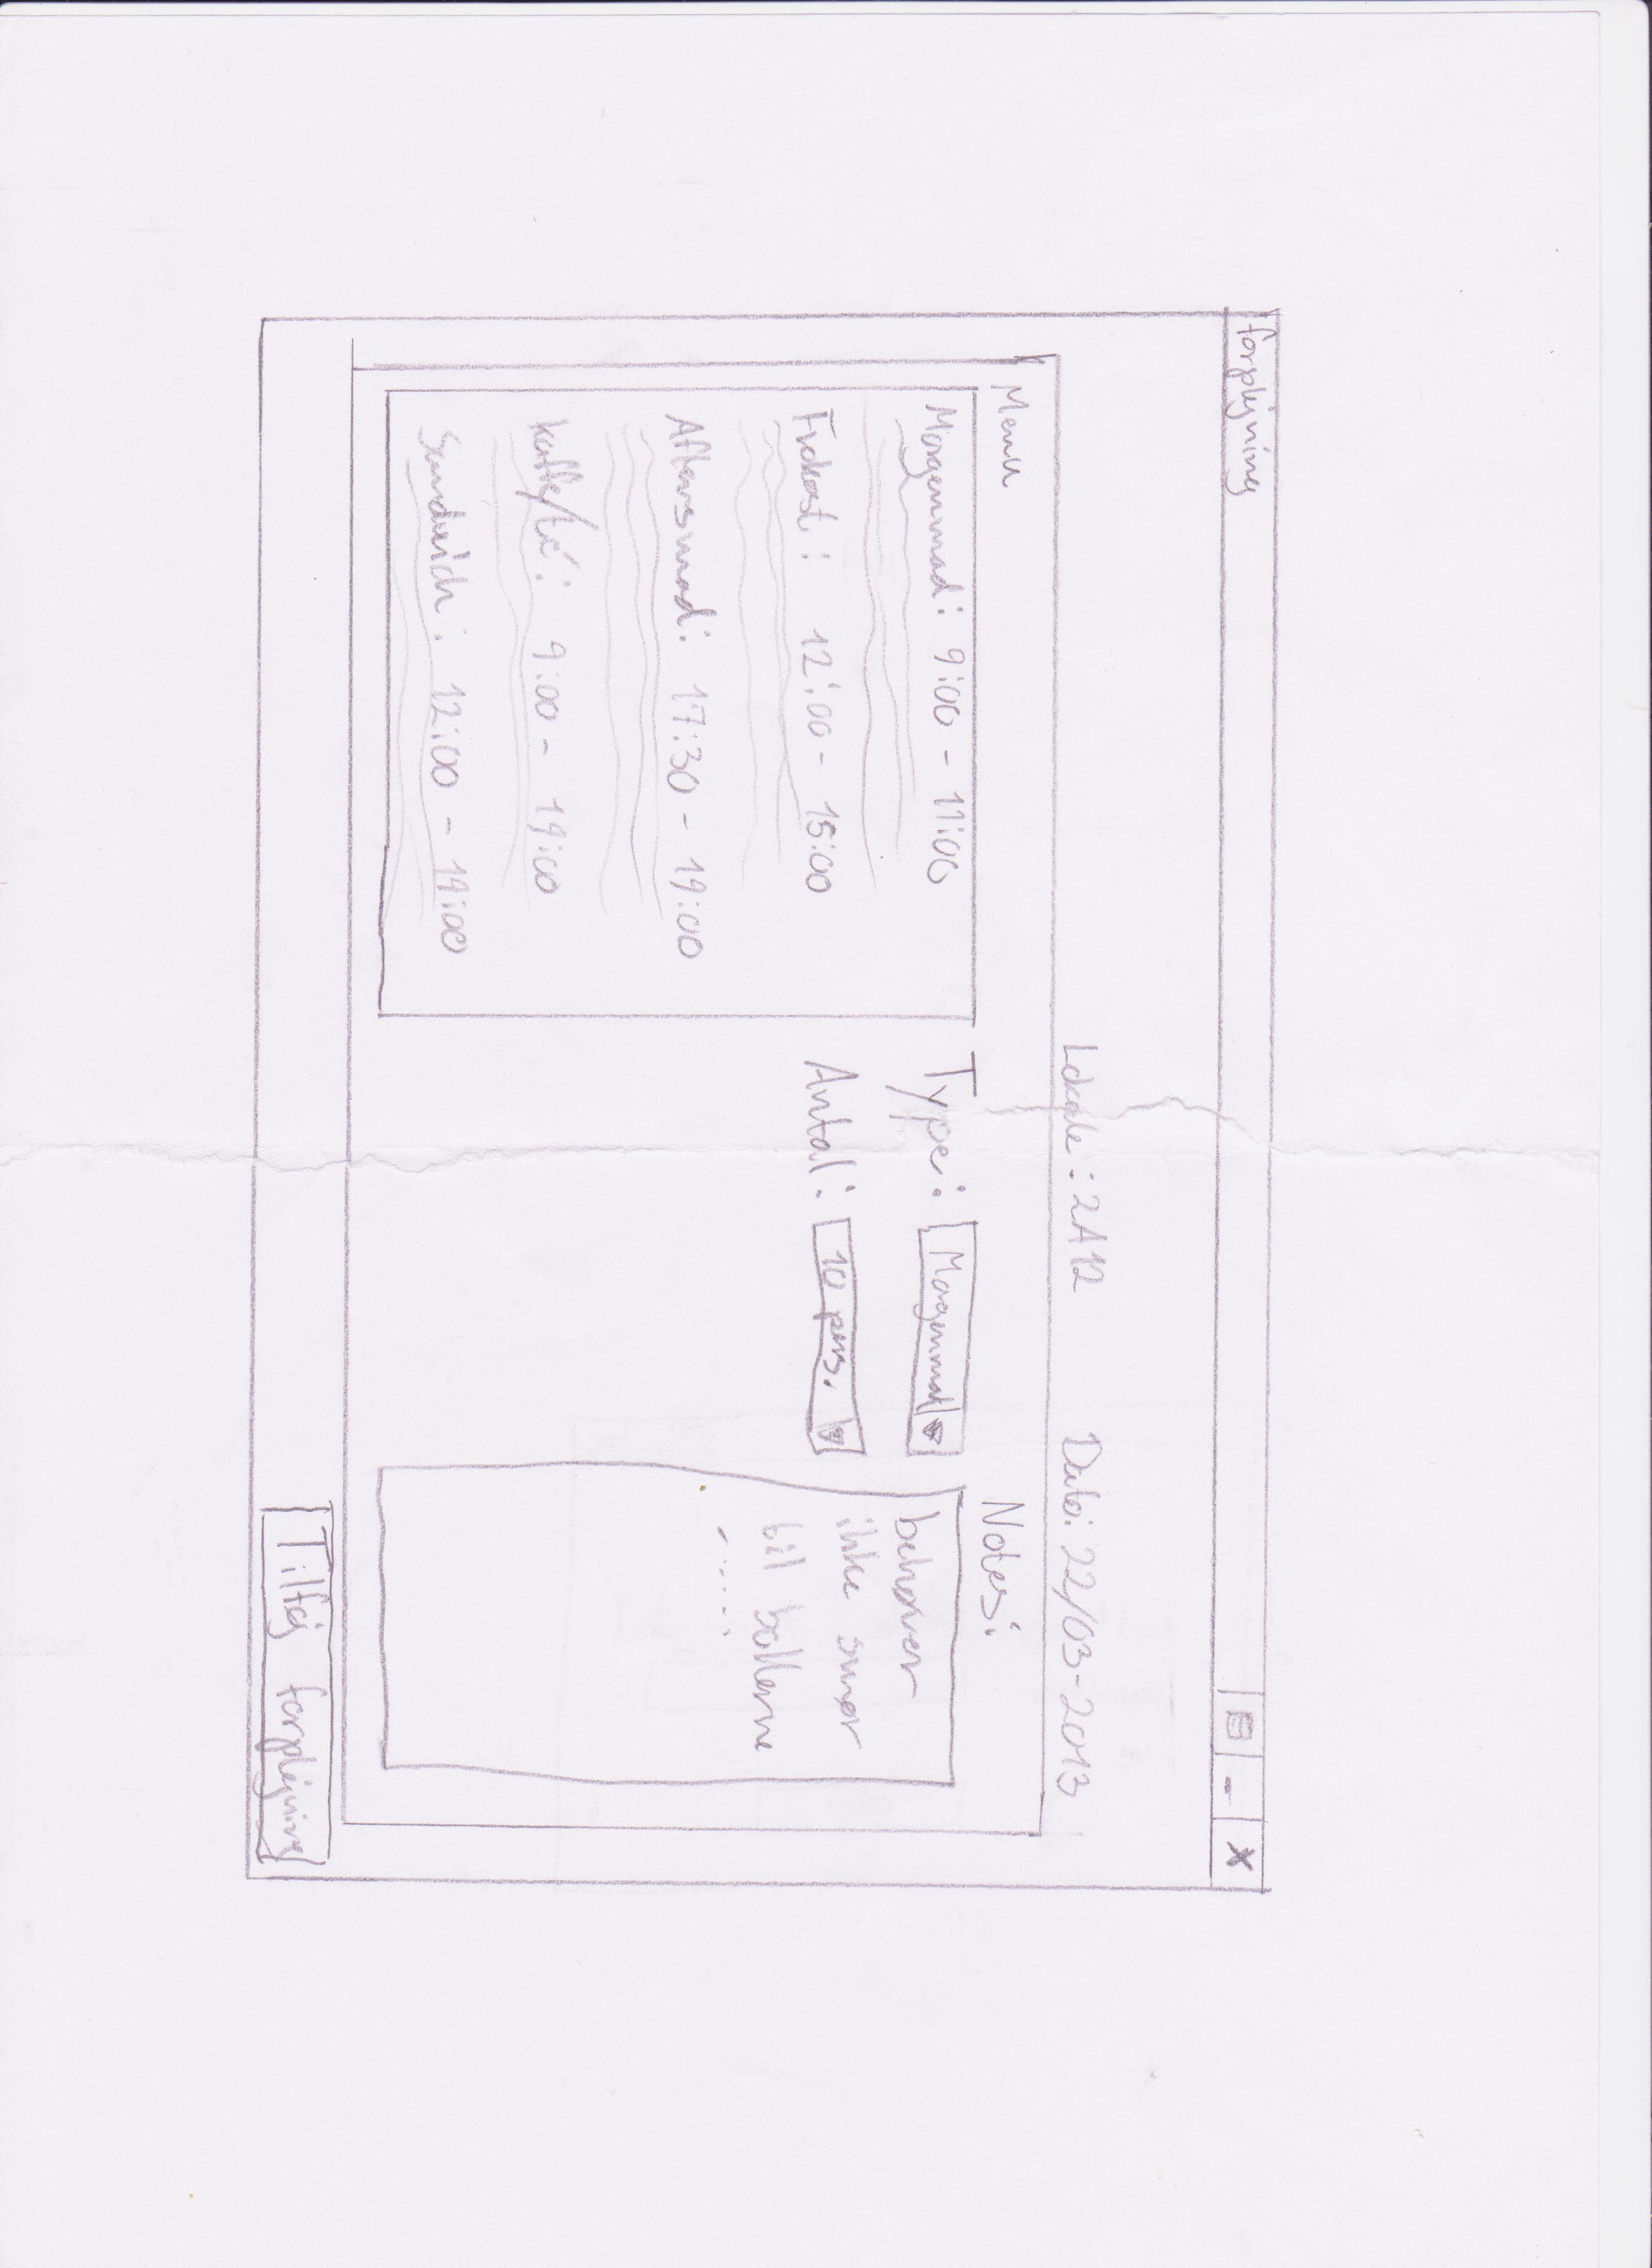 forplejning
X
Lokale: 2A12
Dato: 22/03-2013
Menu
Morgenmad: 9:00 - 11:00
Frokost: 12:00 - 15:00
Aftensmad: 17:30 - 19:00
kaffe/té: 9:00 - 19:00
Sandwich: 12:00 - 19:00
Type: Morgenmad
Antal: 10 pers.
Notes:
behøver
ikke smør
til bollerne
.....
Tilføj forplejning